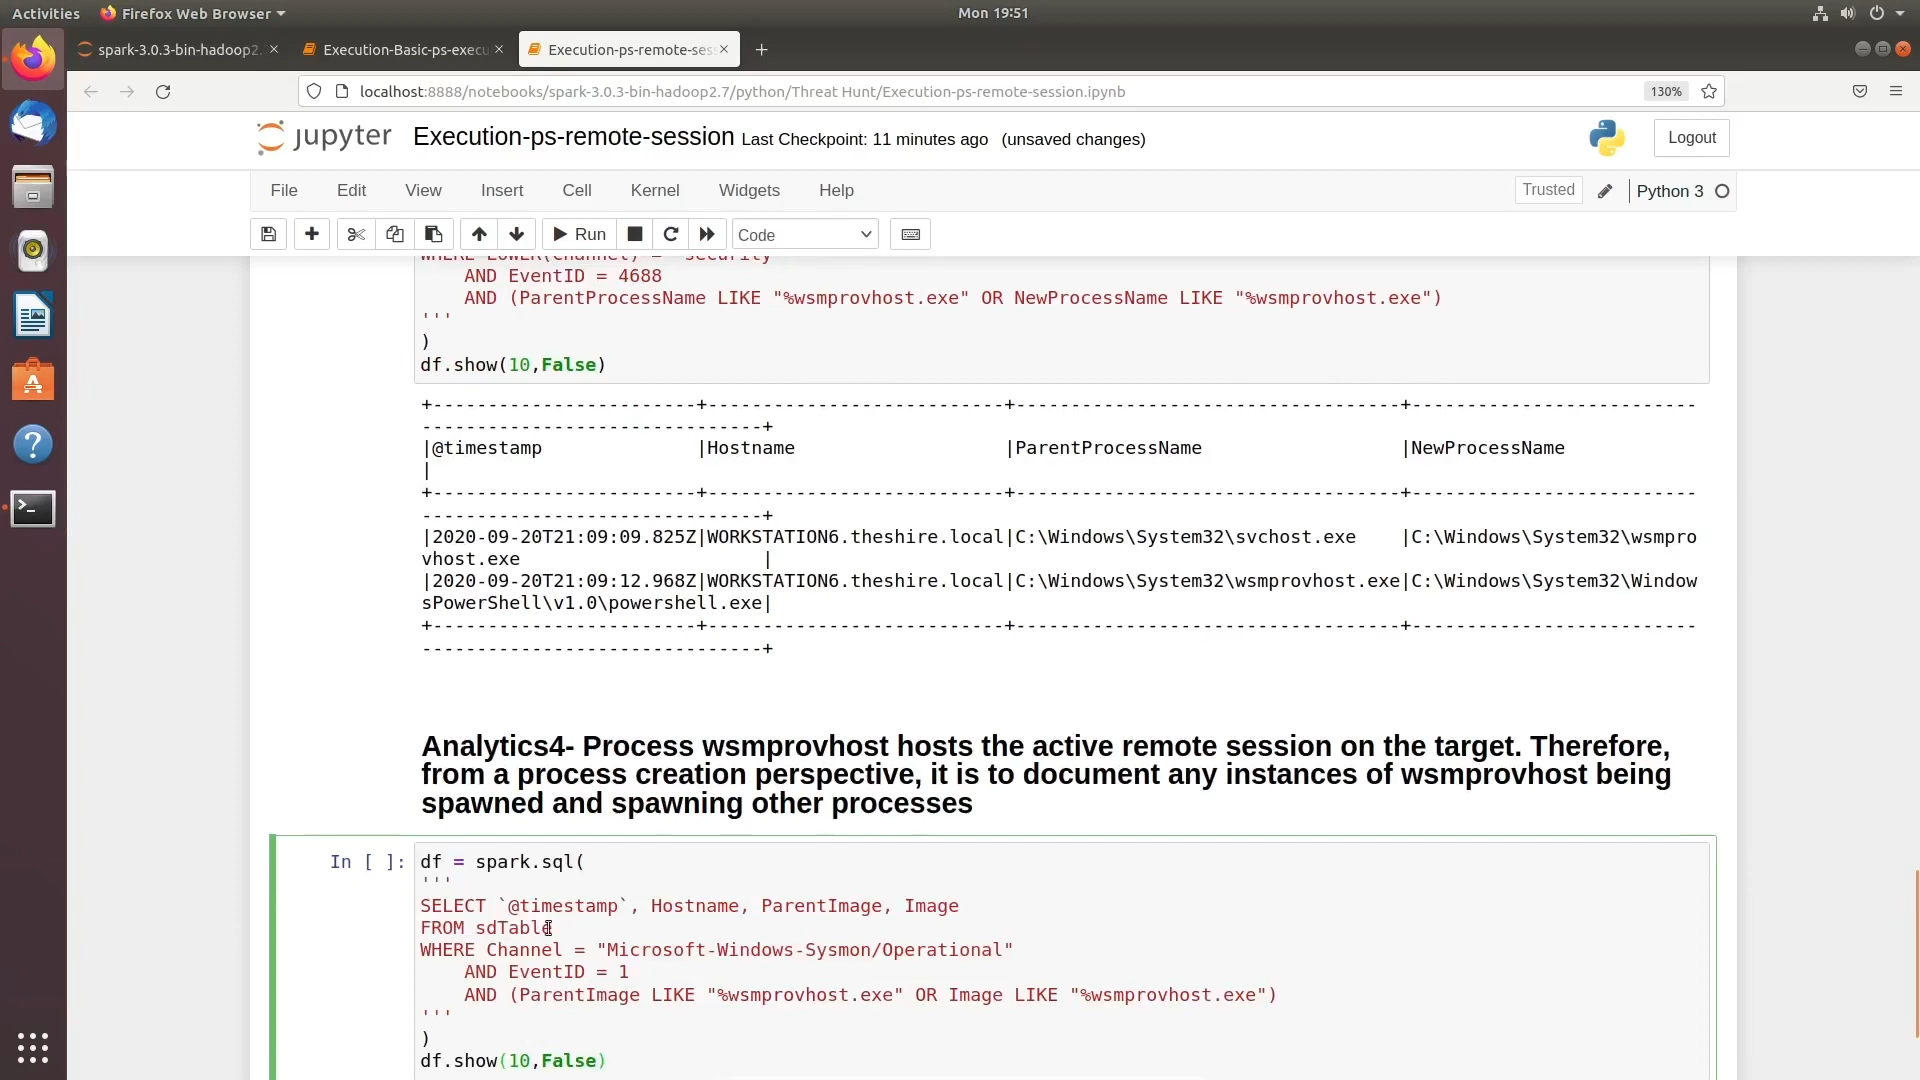 Activities Firefox Web Browser Mon 19:51
spark-3.0.3-bin-hadoop2. Execution-Basic-ps-execu Execution-ps-remote-ses
localhost:8888/notebooks/spark-3.0.3-bin-hadoop2.7/python/Threat Hunt/Execution-ps-remote-session.ipynb 130%
jupyter Execution-ps-remote-session Last Checkpoint: 11 minutes ago (unsaved changes) Logout
File Edit View Insert Cell Kernel Widgets Help Trusted Python 3
Run Code
WHERE LOWER(Channel) = "security"
AND EventID = 4688
AND (ParentProcessName LIKE "%wsmprovhost.exe" OR NewProcessName LIKE "%wsmprovhost.exe")
'''
)
df.show(10,False)
+------------------------+---------------------------+-----------------------------------+--------------------------
-------------------------------+
|@timestamp |Hostname |ParentProcessName |NewProcessName
|
+------------------------+---------------------------+-----------------------------------+--------------------------
-------------------------------+
|2020-09-20T21:09:09.825Z|WORKSTATION6.theshire.local|C:\Windows\System32\svchost.exe |C:\Windows\System32\wsmpro
vhost.exe |
|2020-09-20T21:09:12.968Z|WORKSTATION6.theshire.local|C:\Windows\System32\wsmprovhost.exe|C:\Windows\System32\Window
sPowerShell\v1.0\powershell.exe|
+------------------------+---------------------------+-----------------------------------+--------------------------
-------------------------------+
Analytics4- Process wsmprovhost hosts the active remote session on the target. Therefore,
from a process creation perspective, it is to document any instances of wsmprovhost being
spawned and spawning other processes
In [ ]: df = spark.sql(
'''
SELECT `@timestamp`, Hostname, ParentImage, Image
FROM sdTable
WHERE Channel = "Microsoft-Windows-Sysmon/Operational"
AND EventID = 1
AND (ParentImage LIKE "%wsmprovhost.exe" OR Image LIKE "%wsmprovhost.exe")
'''
)
df.show(10,False)